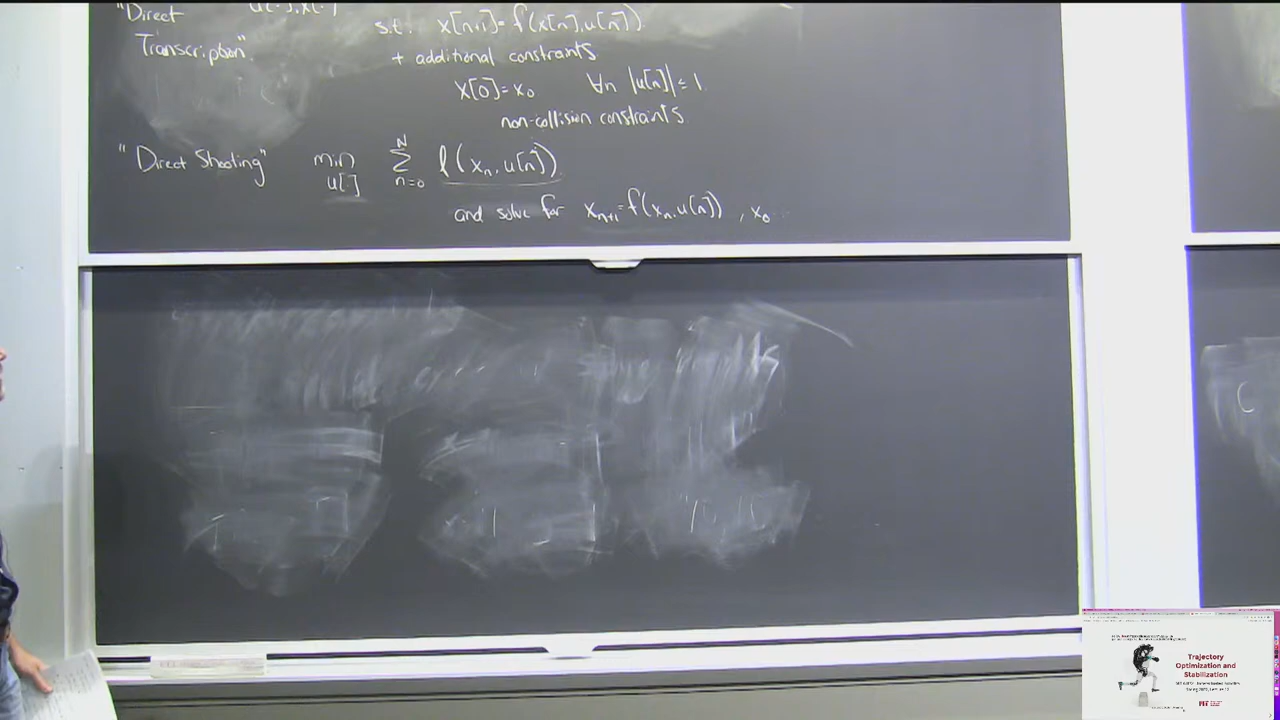 "Direct u[·], x[·]
Transcription" s.t. x[n+1] = f(x[n], u[n])
+ additional constraints
x[0] = x₀ ∀n |u[n]| ≤ 1
non-collision constraints
"Direct Shooting" min u[·] N Σ n=0 ℓ(xₙ, u[n])
and solve for xₙ₊₁ = f(xₙ, u[n]) , x₀
C
Trajectory
Optimization and
Stabilization
MIT